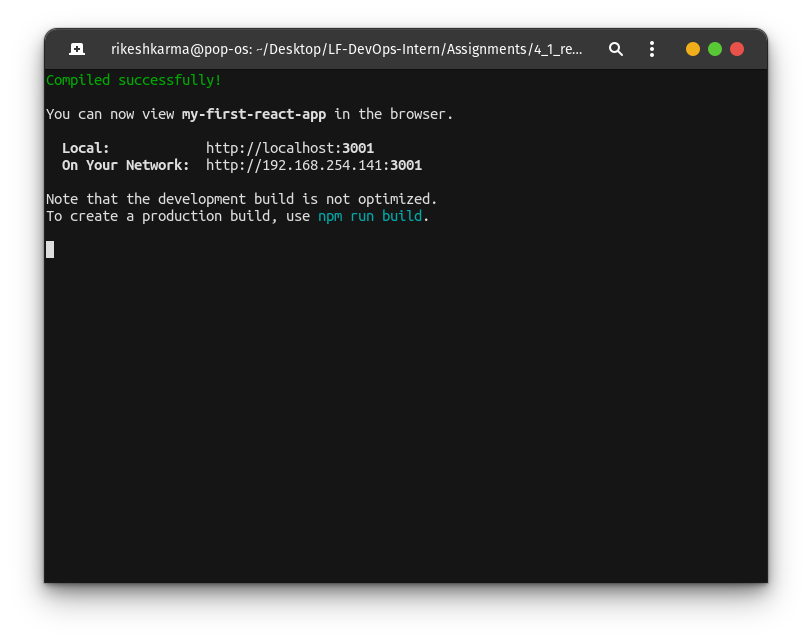 rikeshkarma@pop-os: ~/Desktop/LF-DevOps-Intern/Assignments/4_1_re...
Compiled successfully!
You can now view my-first-react-app in the browser.
Local: http://localhost:3001
On Your Network: http://192.168.254.141:3001
Note that the development build is not optimized.
To create a production build, use npm run build.